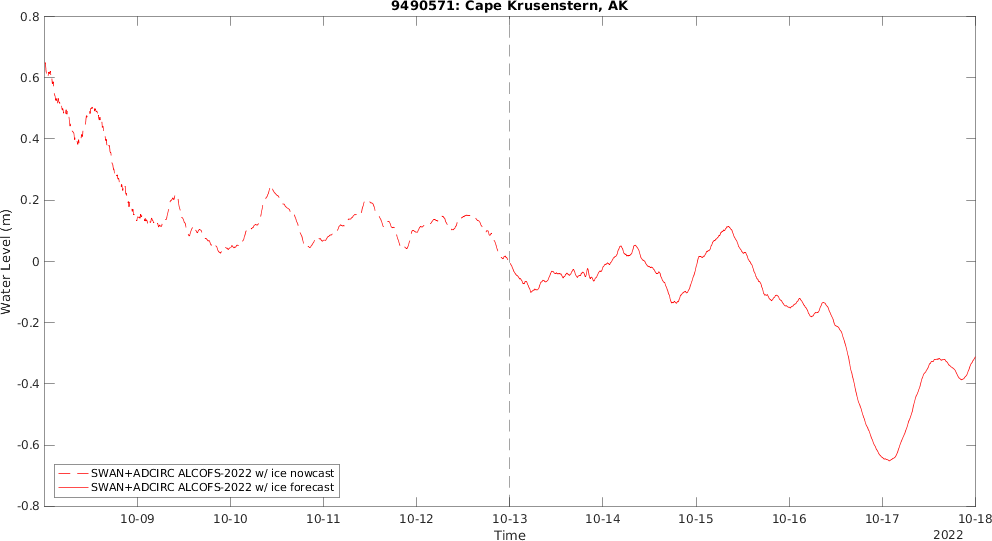 9490571: Cape Krusenstern, AK
0.8
0.6
0.4
0.2
0
-0.2
-0.4
-0.6
-0.8
Water Level (m)
SWAN+ADCIRC ALCOFS-2022 w/ ice nowcast
SWAN+ADCIRC ALCOFS-2022 w/ ice forecast
10-09 10-10 10-11 10-12 10-13 10-14 10-15 10-16 10-17 10-18
Time
2022